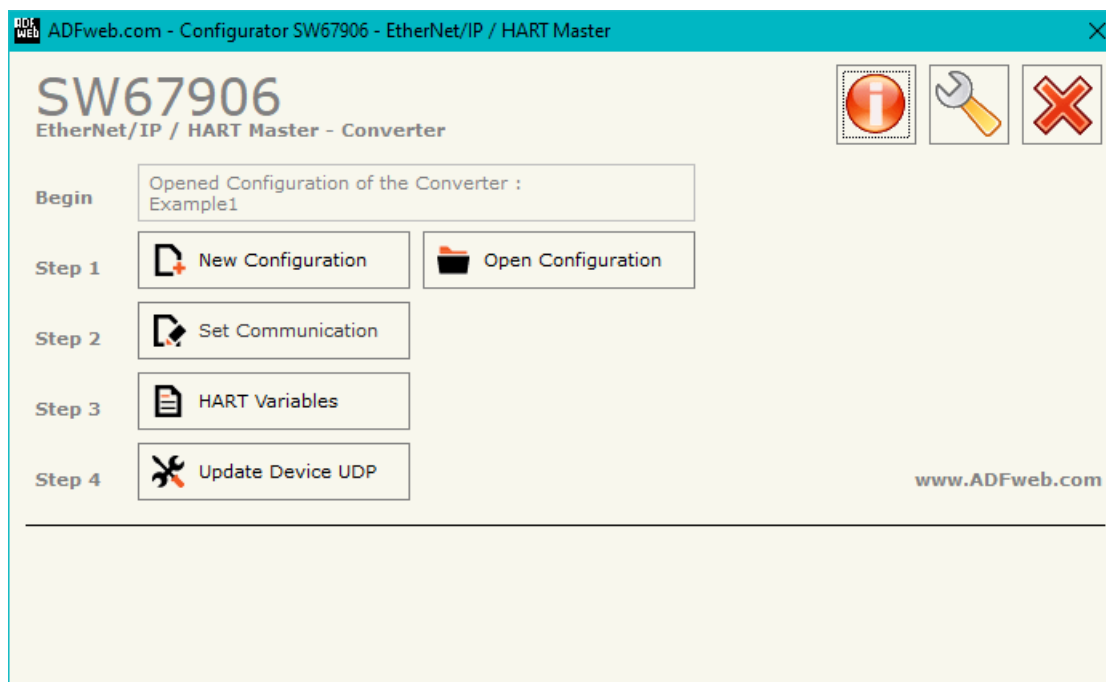 ADF
WEB
ADFweb.com - Configurator SW67906 - EtherNet/IP / HART Master
SW67906
EtherNet/IP / HART Master - Converter
Begin
Opened Configuration of the Converter :
Example1
Step 1
New Configuration
Open Configuration
Step 2
Set Communication
Step 3
HART Variables
Step 4
Update Device UDP
www.ADFweb.com